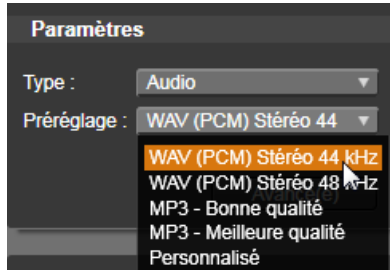 Paramètres
Type : Audio
Préréglage : WAV (PCM) Stéréo 44
WAV (PCM) Stéréo 44 kHz
WAV (PCM) Stéréo 48 kHz
MP3 - Bonne qualité
MP3 - Meilleure qualité
Personnalisé